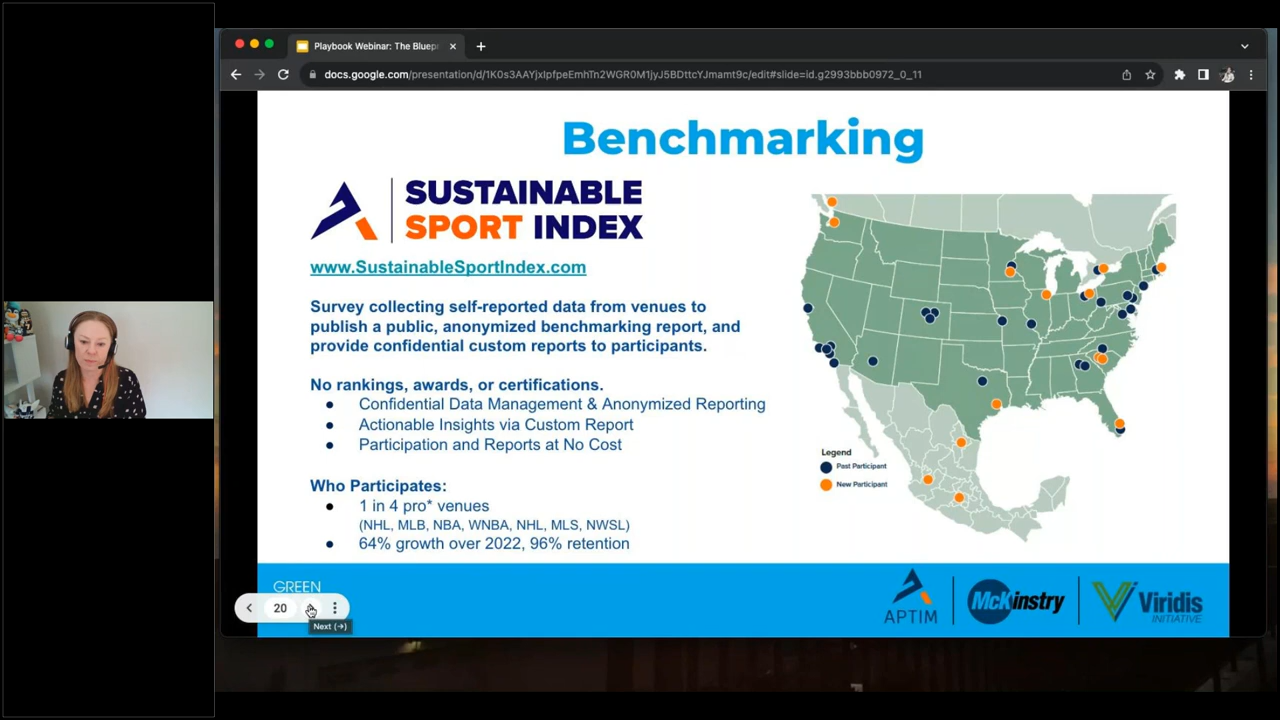 Playbook Webinar: The Bluepr
docs.google.com/presentation/d/1K0s3AAYjxIpfpeEmhTn2WGR0M1jyJ5BDttcYJmamt9c/edit#slide=id.g2993bbb0972_0_11
Benchmarking
SUSTAINABLE
SPORT INDEX
www.SustainableSportIndex.com
Survey collecting self-reported data from venues to
publish a public, anonymized benchmarking report, and
provide confidential custom reports to participants.
No rankings, awards, or certifications.
● Confidential Data Management & Anonymized Reporting
● Actionable Insights via Custom Report
● Participation and Reports at No Cost
Who Participates:
● 1 in 4 pro* venues
(NHL, MLB, NBA, WNBA, NHL, MLS, NWSL)
● 64% growth over 2022, 96% retention
Legend
Past Participant
New Participant
GREEN
20
Next (→)
APTIM
McKinstry
Viridis
INITIATIVE